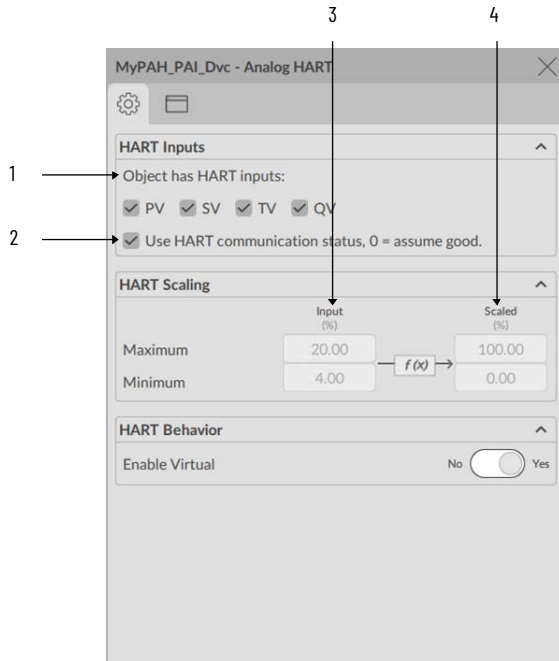 3
4
MyPAH_PAI_Dvc - Analog HART
HART Inputs
1
Object has HART inputs:
PV SV TV QV
2
Use HART communication status, 0 = assume good.
HART Scaling
Input Scaled
(%) (%)
Maximum 20.00 100.00
f(x)
Minimum 4.00 0.00
HART Behavior
Enable Virtual No Yes